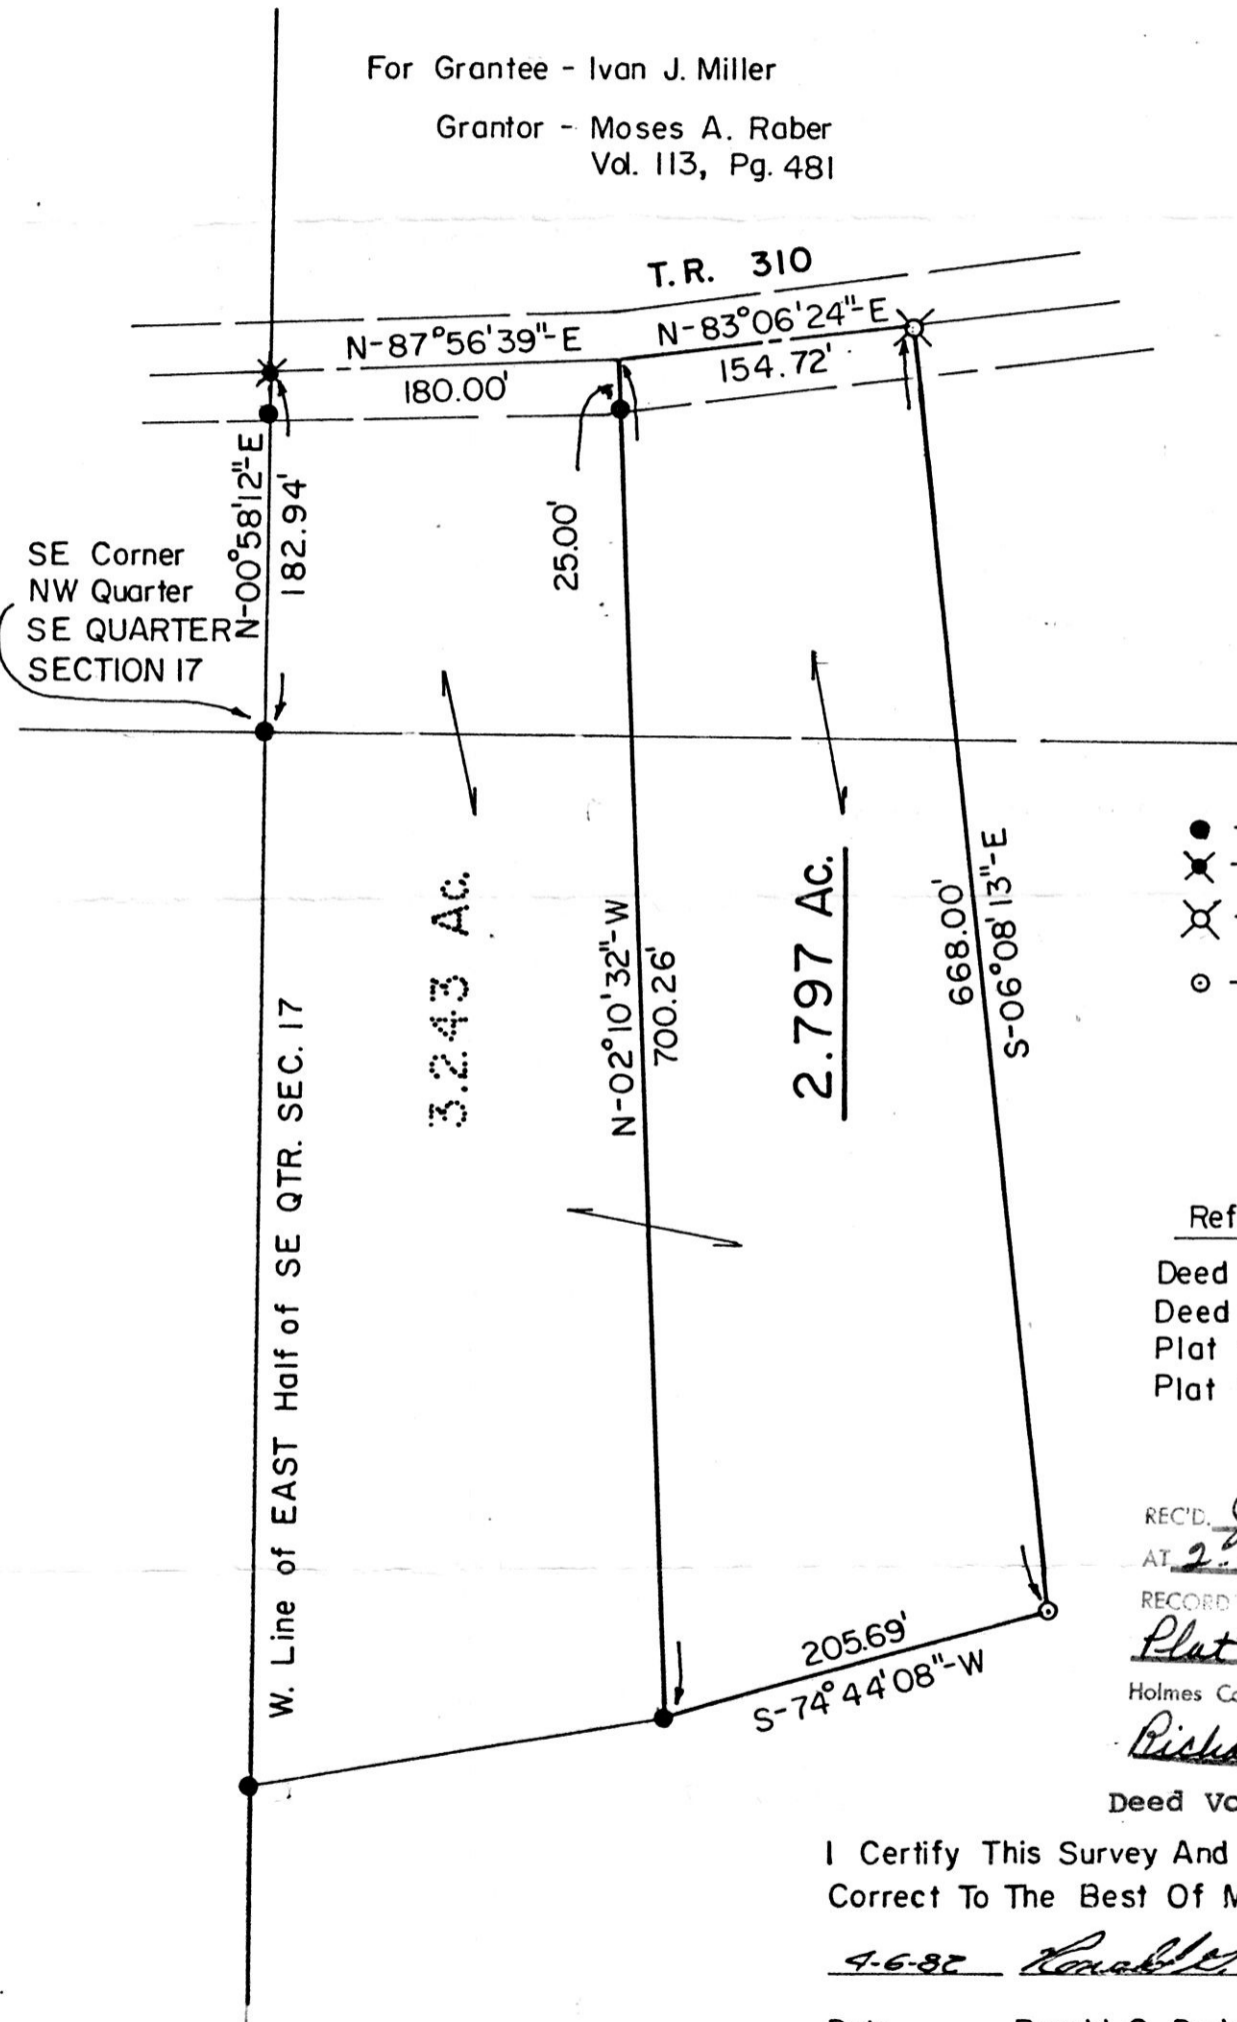 For Grantee - Ivan J. Miller
Grantor - Moses A. Raber
Vol. 113, Pg. 481
T. R. 310
N-87°56'39"-E
180.00'
N-83°06'24"-E
154.72'
N-00°58'12"-E
182.94'
25.00'
SE Corner
NW Quarter
SE QUARTER
SECTION 17
3.243 Ac.
2.797 Ac.
N-02°10'32"-W
700.26'
668.00'
S-06°08'13"-E
W. Line of EAST Half of SE QTR. SEC. 17
205.69'
S-74°44'08"-W
Ref
Deed
Deed
Plat
Plat
REC'D.
AT 2
RECORD
Plat
Holmes Co
Richa
Deed Vo
I Certify This Survey And
Correct To The Best Of M
4-6-82 Ronald G.